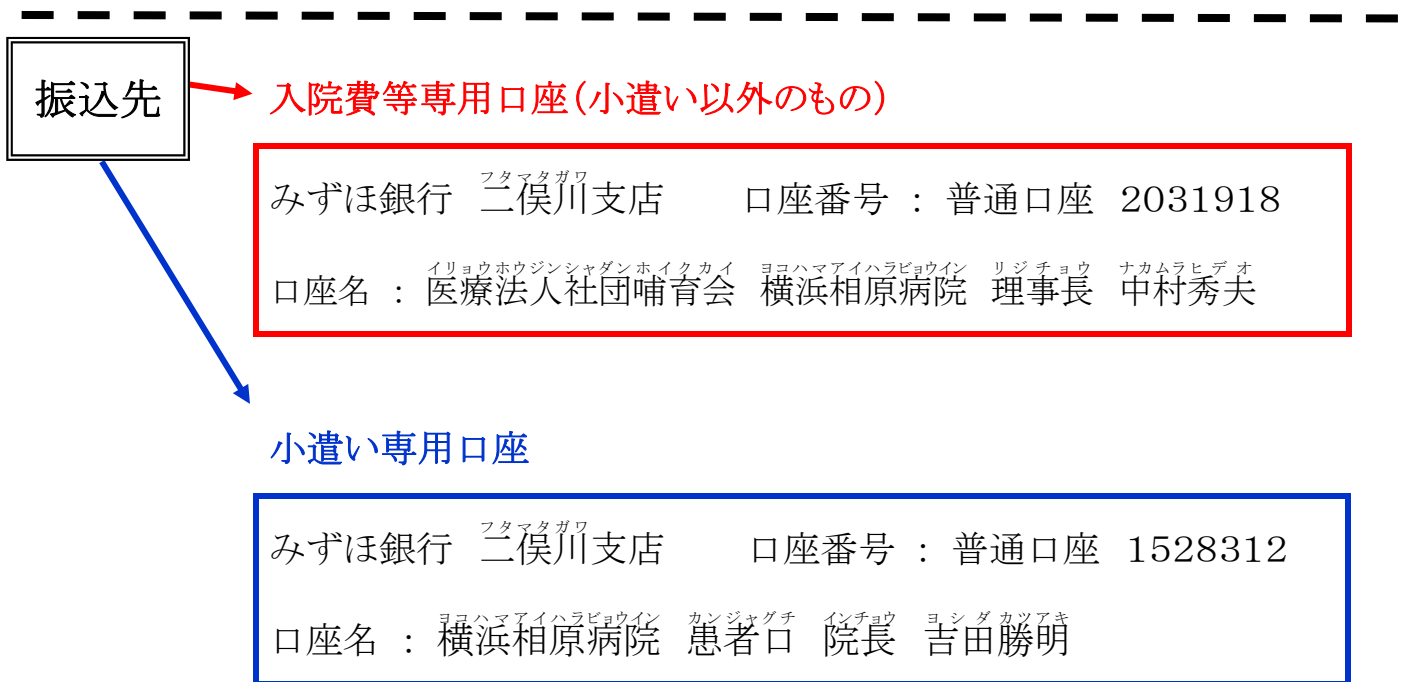 振込先
入院費等専用口座（小遣い以外のもの）
フタマタガワ
みずほ銀行 二俣川支店 口座番号 : 普通口座 2031918
イリョウホウジンシャダンホイクカイ ヨコハマアイハラビョウイン リジチョウ ナカムラヒデオ
口座名 : 医療法人社団哺育会 横浜相原病院 理事長 中村秀夫
小遣い専用口座
フタマタガワ
みずほ銀行 二俣川支店 口座番号 : 普通口座 1528312
ヨコハマアイハラビョウイン カンジャグチ インチョウ ヨシダカツアキ
口座名 : 横浜相原病院 患者口 院長 吉田勝明